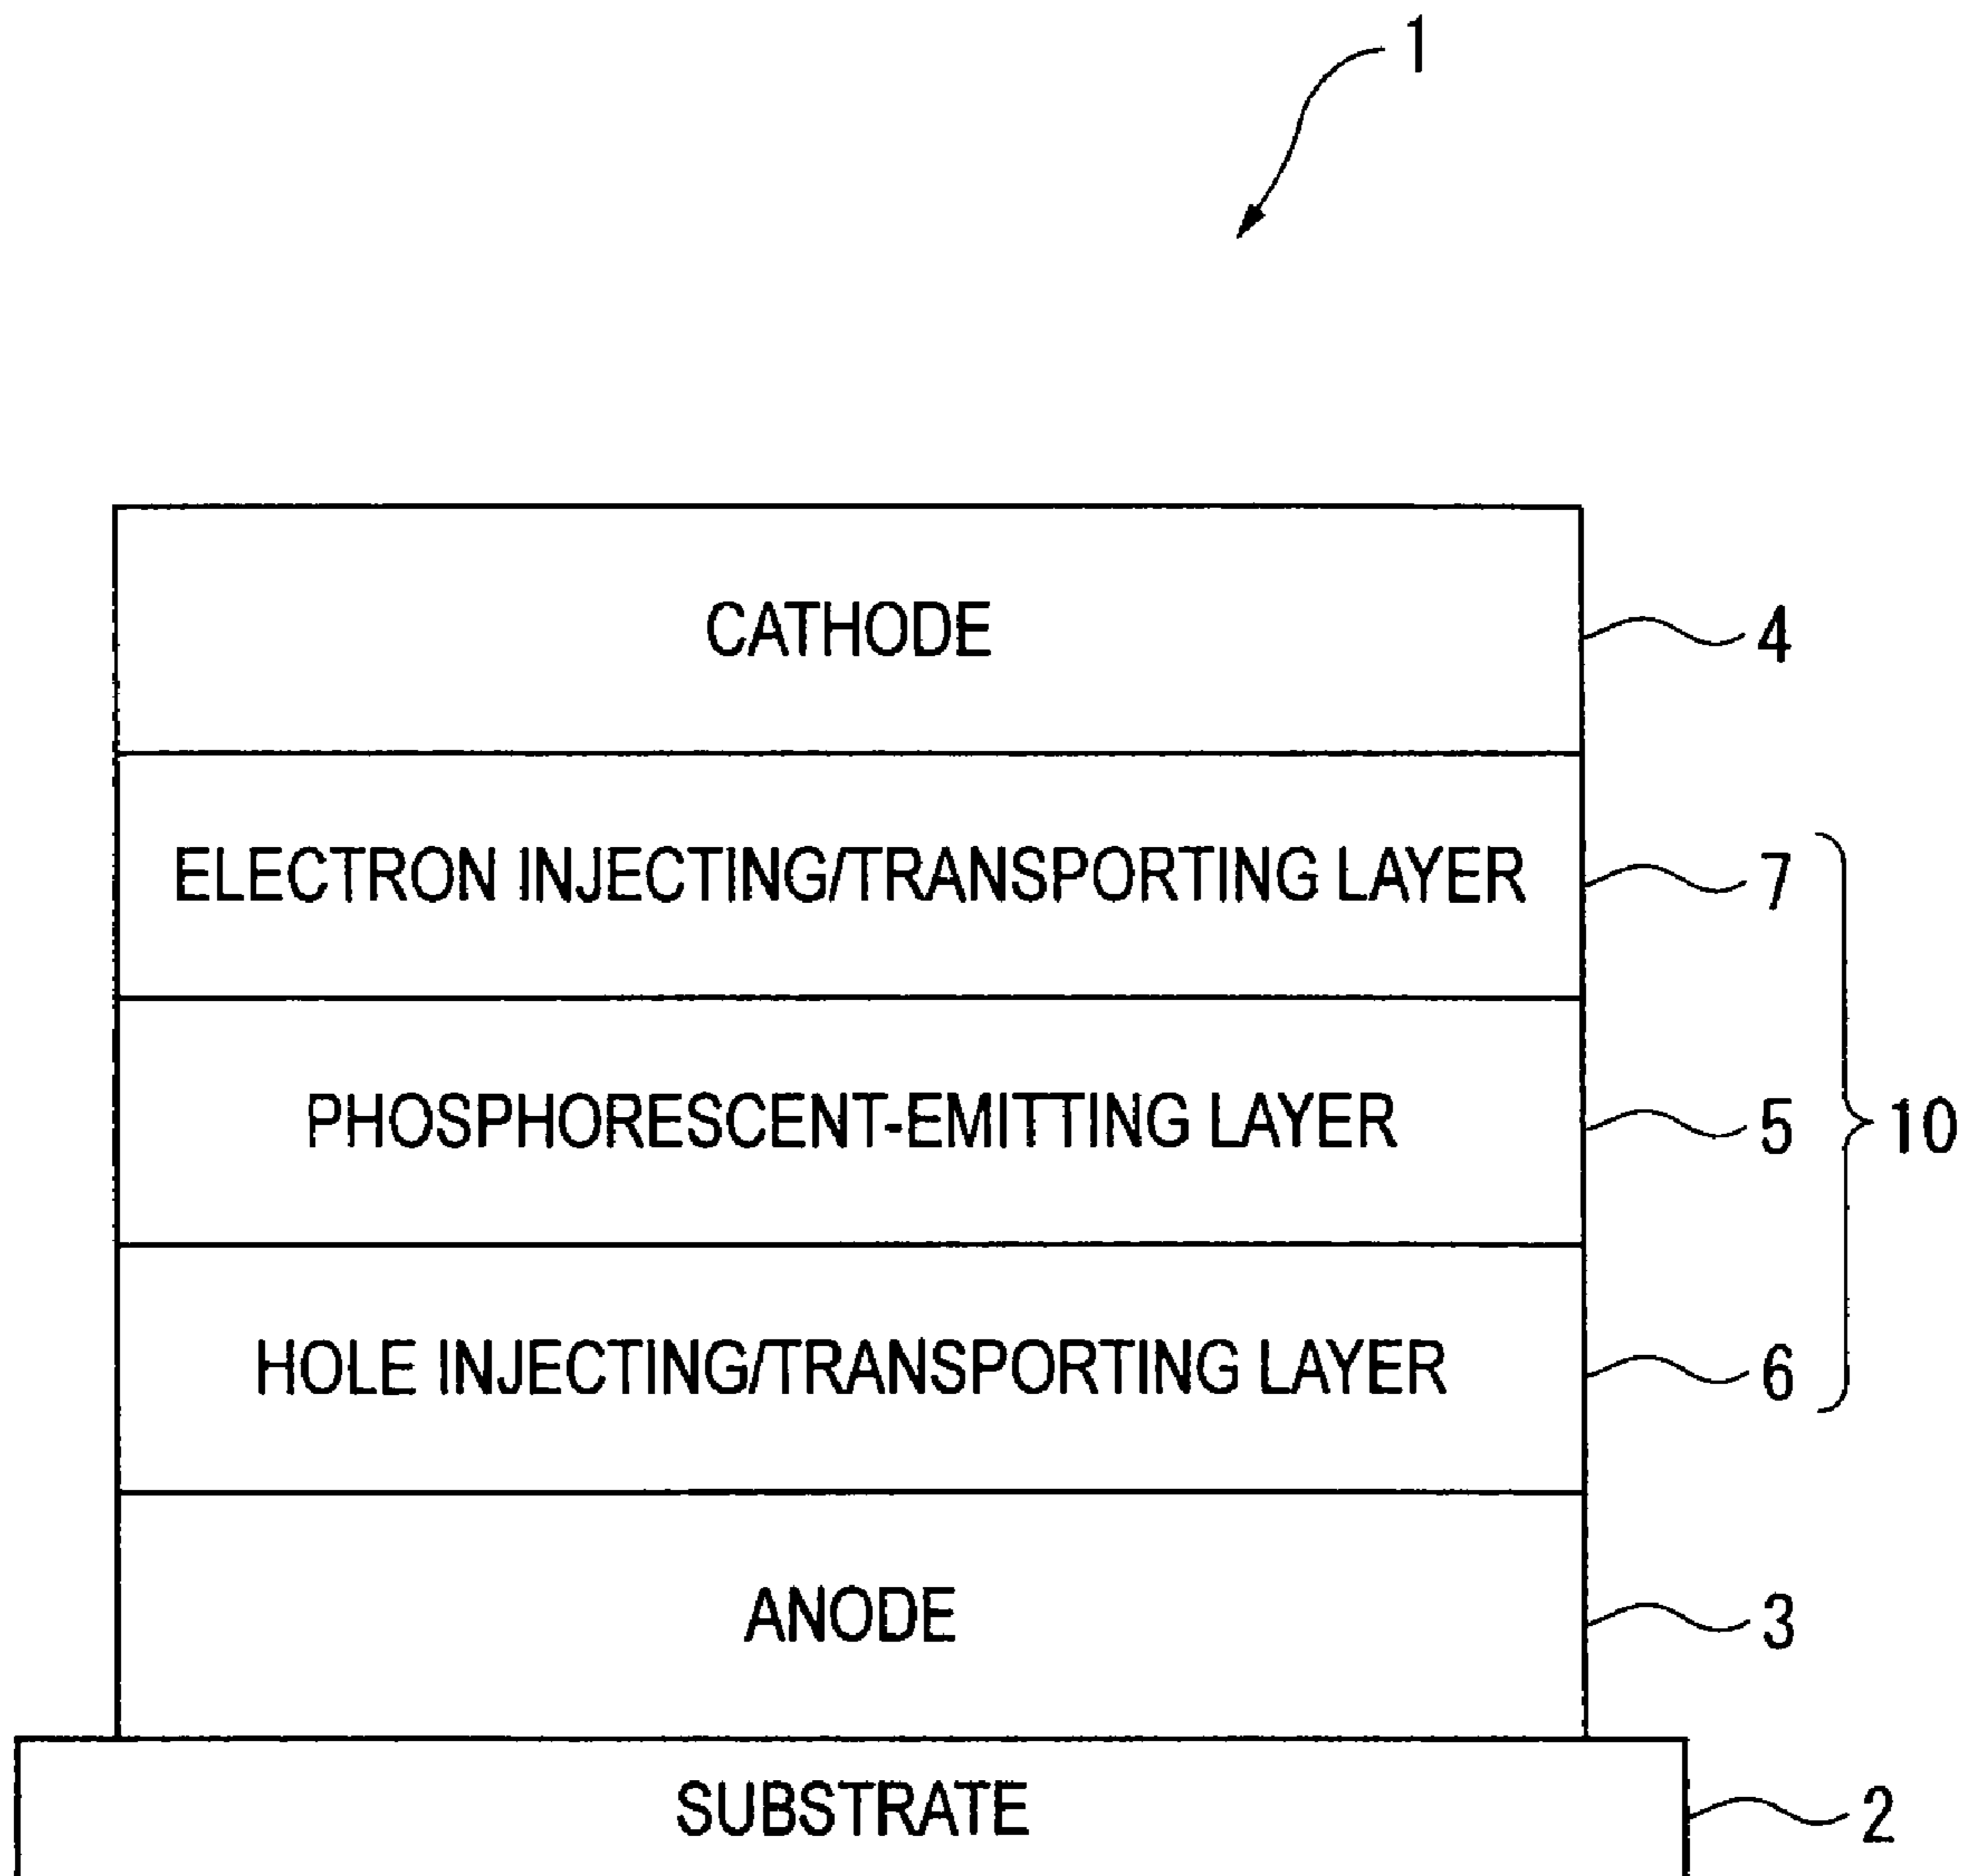 1
CATHODE 4
ELECTRON INJECTING/TRANSPORTING LAYER 7
PHOSPHORESCENT-EMITTING LAYER 5 10
HOLE INJECTING/TRANSPORTING LAYER 6
ANODE 3
SUBSTRATE 2